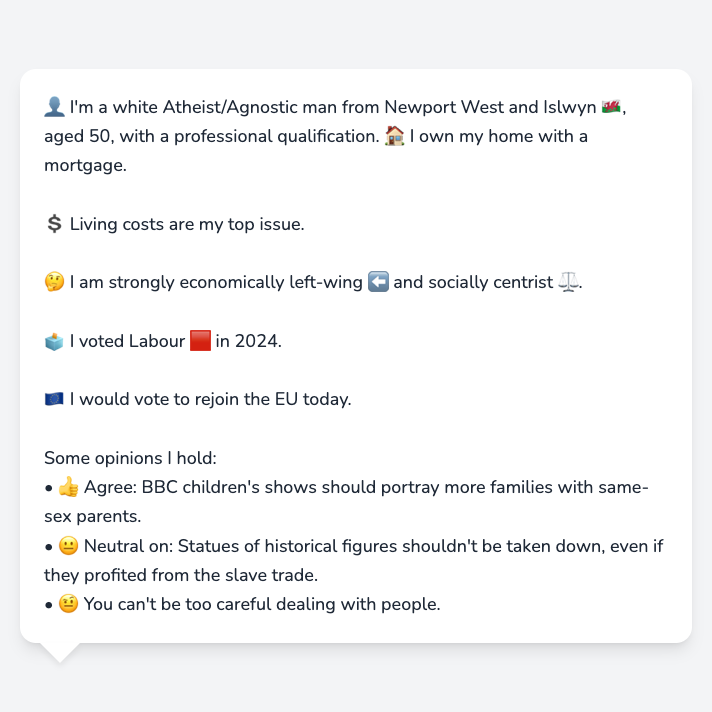 👤 I'm a white Atheist/Agnostic man from Newport West and Islwyn 🏴󠁧󠁢󠁷󠁬󠁳󠁿,
aged 50, with a professional qualification. 🏠 I own my home with a
mortgage.
💲 Living costs are my top issue.
🤔 I am strongly economically left-wing ⬅️ and socially centrist ⚖️.
🗳️ I voted Labour 🟥 in 2024.
🇪🇺 I would vote to rejoin the EU today.
Some opinions I hold:
• 👍 Agree: BBC children's shows should portray more families with same-
sex parents.
• 😐 Neutral on: Statues of historical figures shouldn't be taken down, even if
they profited from the slave trade.
• 🤨 You can't be too careful dealing with people.